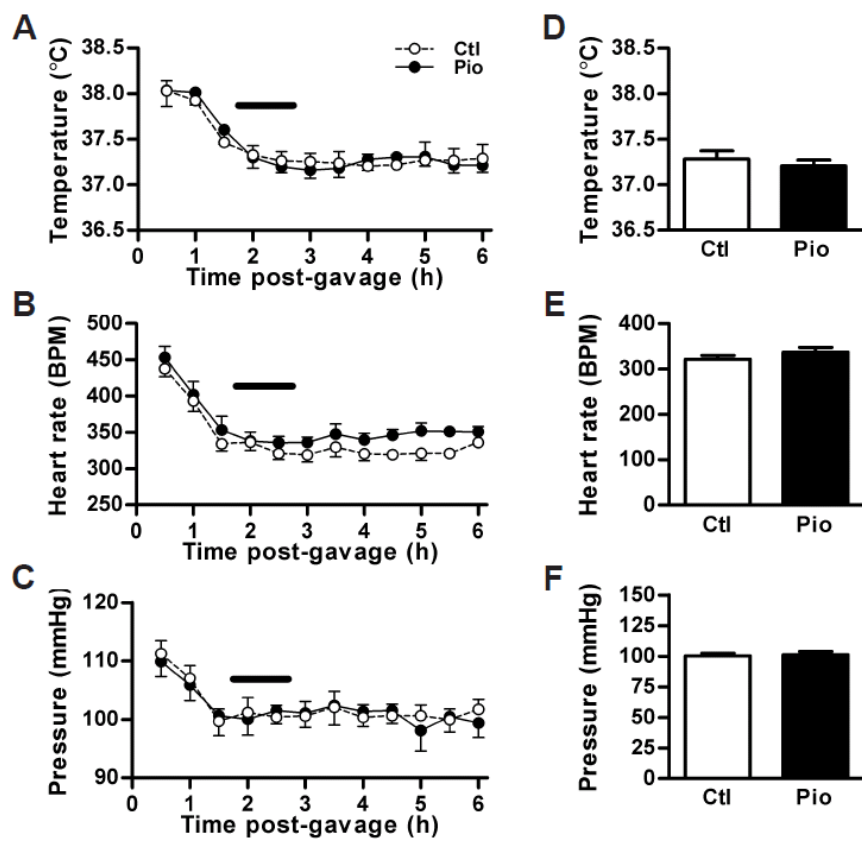 A
Temperature (°C)
38.5
38.0
37.5
37.0
36.5
0 1 2 3 4 5 6
Time post-gavage (h)
Ctl
Pio
D
Temperature (°C)
38.5
38.0
37.5
37.0
36.5
Ctl Pio
B
Heart rate (BPM)
500
450
400
350
300
250
0 1 2 3 4 5 6
Time post-gavage (h)
E
Heart rate (BPM)
400
300
200
100
0
Ctl Pio
C
Pressure (mmHg)
120
110
100
90
0 1 2 3 4 5 6
Time post-gavage (h)
F
Pressure (mmHg)
150
125
100
75
50
25
0
Ctl Pio